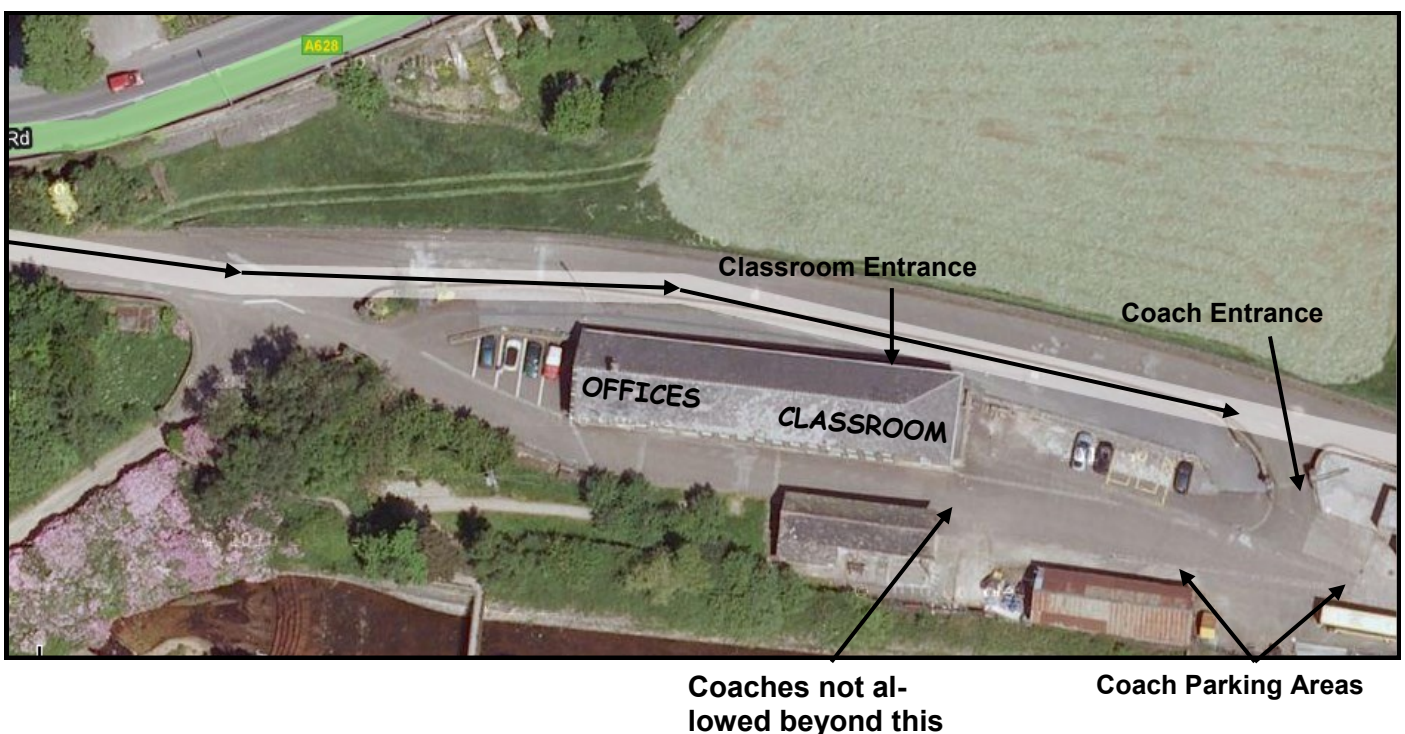 A628
Rd
Classroom Entrance
Coach Entrance
OFFICES
CLASSROOM
Coaches not al-
lowed beyond this
Coach Parking Areas